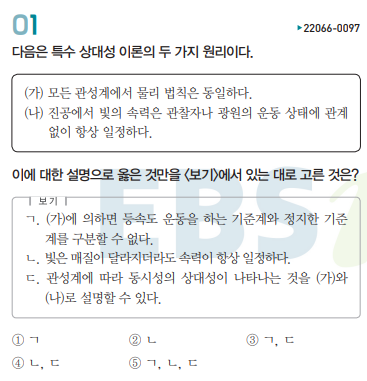 01
▶22066-0097
다음은 특수 상대성 이론의 두 가지 원리이다.
(가) 모든 관성계에서 물리 법칙은 동일하다.
(나) 진공에서 빛의 속력은 관찰자나 광원의 운동 상태에 관계
없이 항상 일정하다.
이에 대한 설명으로 옳은 것만을 <보기>에서 있는 대로 고른 것은?
보기
ㄱ. (가)에 의하면 등속도 운동을 하는 기준계와 정지한 기준
계를 구분할 수 없다.
ㄴ. 빛은 매질이 달라지더라도 속력이 항상 일정하다.
ㄷ. 관성계에 따라 동시성의 상대성이 나타나는 것을 (가)와
(나)로 설명할 수 있다.
① ㄱ ② ㄴ ③ ㄱ, ㄷ
④ ㄴ, ㄷ ⑤ ㄱ, ㄴ, ㄷ
EBS